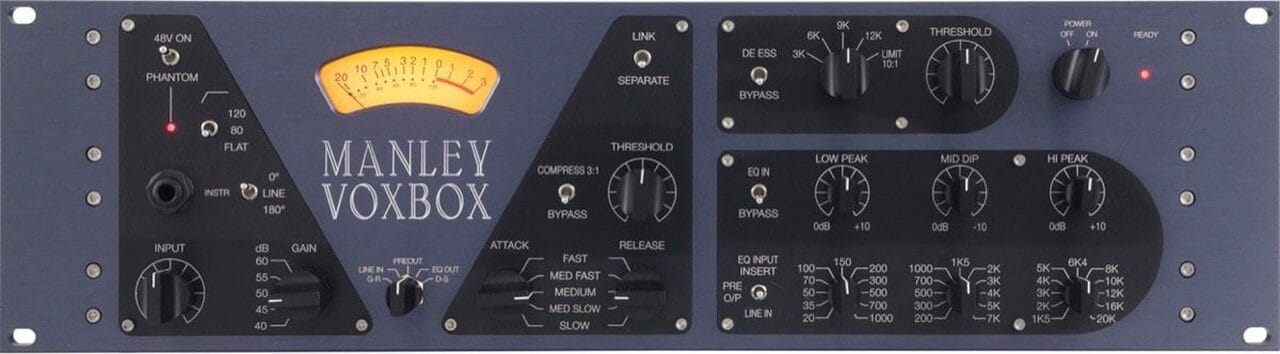 48V ON
PHANTOM
120
80
FLAT
0°
INSTR LINE
180°
INPUT
dB GAIN
60
55
50
45
40
20 10 7 5 3 2 1 0 1 2 3
MANLEY
VOXBOX
PREOUT
LINE IN EQ OUT
G-R D-S
LINK
SEPARATE
THRESHOLD
COMPRESS 3:1
BYPASS
ATTACK RELEASE
FAST
MED FAST
MEDIUM
MED SLOW
SLOW
DE ESS
BYPASS
9K
6K 12K
3K LIMIT
10:1
THRESHOLD
POWER
OFF ON
READY
EQ IN
BYPASS
LOW PEAK MID DIP HI PEAK
0dB +10 0dB -10 0dB +10
EQ INPUT
INSERT
PRE
O/P
LINE IN
150
100 200
70 300
50 500
35 700
20 1000
1K5
1000 2K
700 3K
500 4K
300 5K
200 7K
6K4
5K 8K
4K 10K
3K 12K
2K 16K
1K5 20K